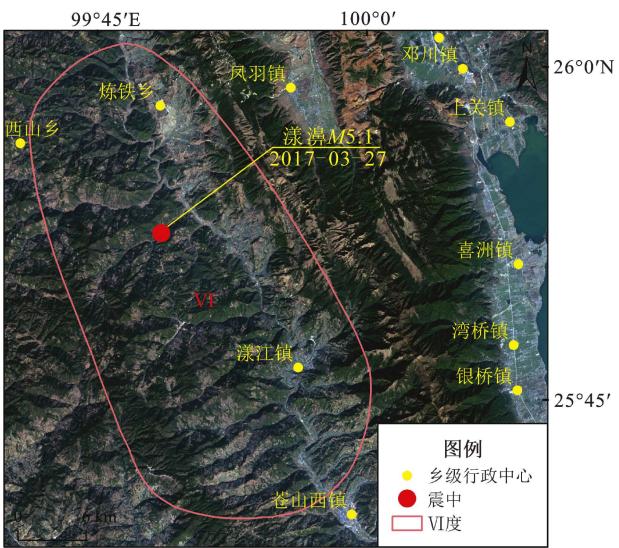 99°45′E
100°0′
26°0′N
N
邓川镇
凤羽镇
炼铁乡
上关镇
西山乡
漾濞M5.1
2017-03-27
喜洲镇
VI
湾桥镇
漾江镇
银桥镇
25°45′
图例
乡级行政中心
震中
VI度
苍山西镇
km